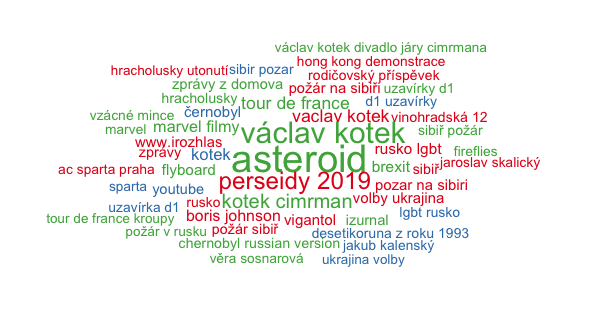 václav kotek divadlo járy cimrmana
hong kong demonstrace
hracholusky utonutí sibir pozar rodičovský příspěvek
zprávy z domova požár na sibiři uzavírky d1
hracholusky tour de france d1 uzavírky
vzácné mince černobyl vaclav kotek vinohradská 12
marvel marvel filmy václav kotek sibiř požár
www.irozhlas rusko lgbt fireflies
zprávy kotek asteroid brexit sibiř jaroslav skalický
ac sparta praha flyboard
sparta youtube perseidy 2019 pozar na sibiri
uzavírka d1 rusko kotek cimrman volby ukrajina
tour de france kroupy boris johnson vigantol izurnal lgbt rusko
požár v rusku požár sibiř desetikoruna z roku 1993
chernobyl russian version jakub kalenský
věra sosnarová ukrajina volby